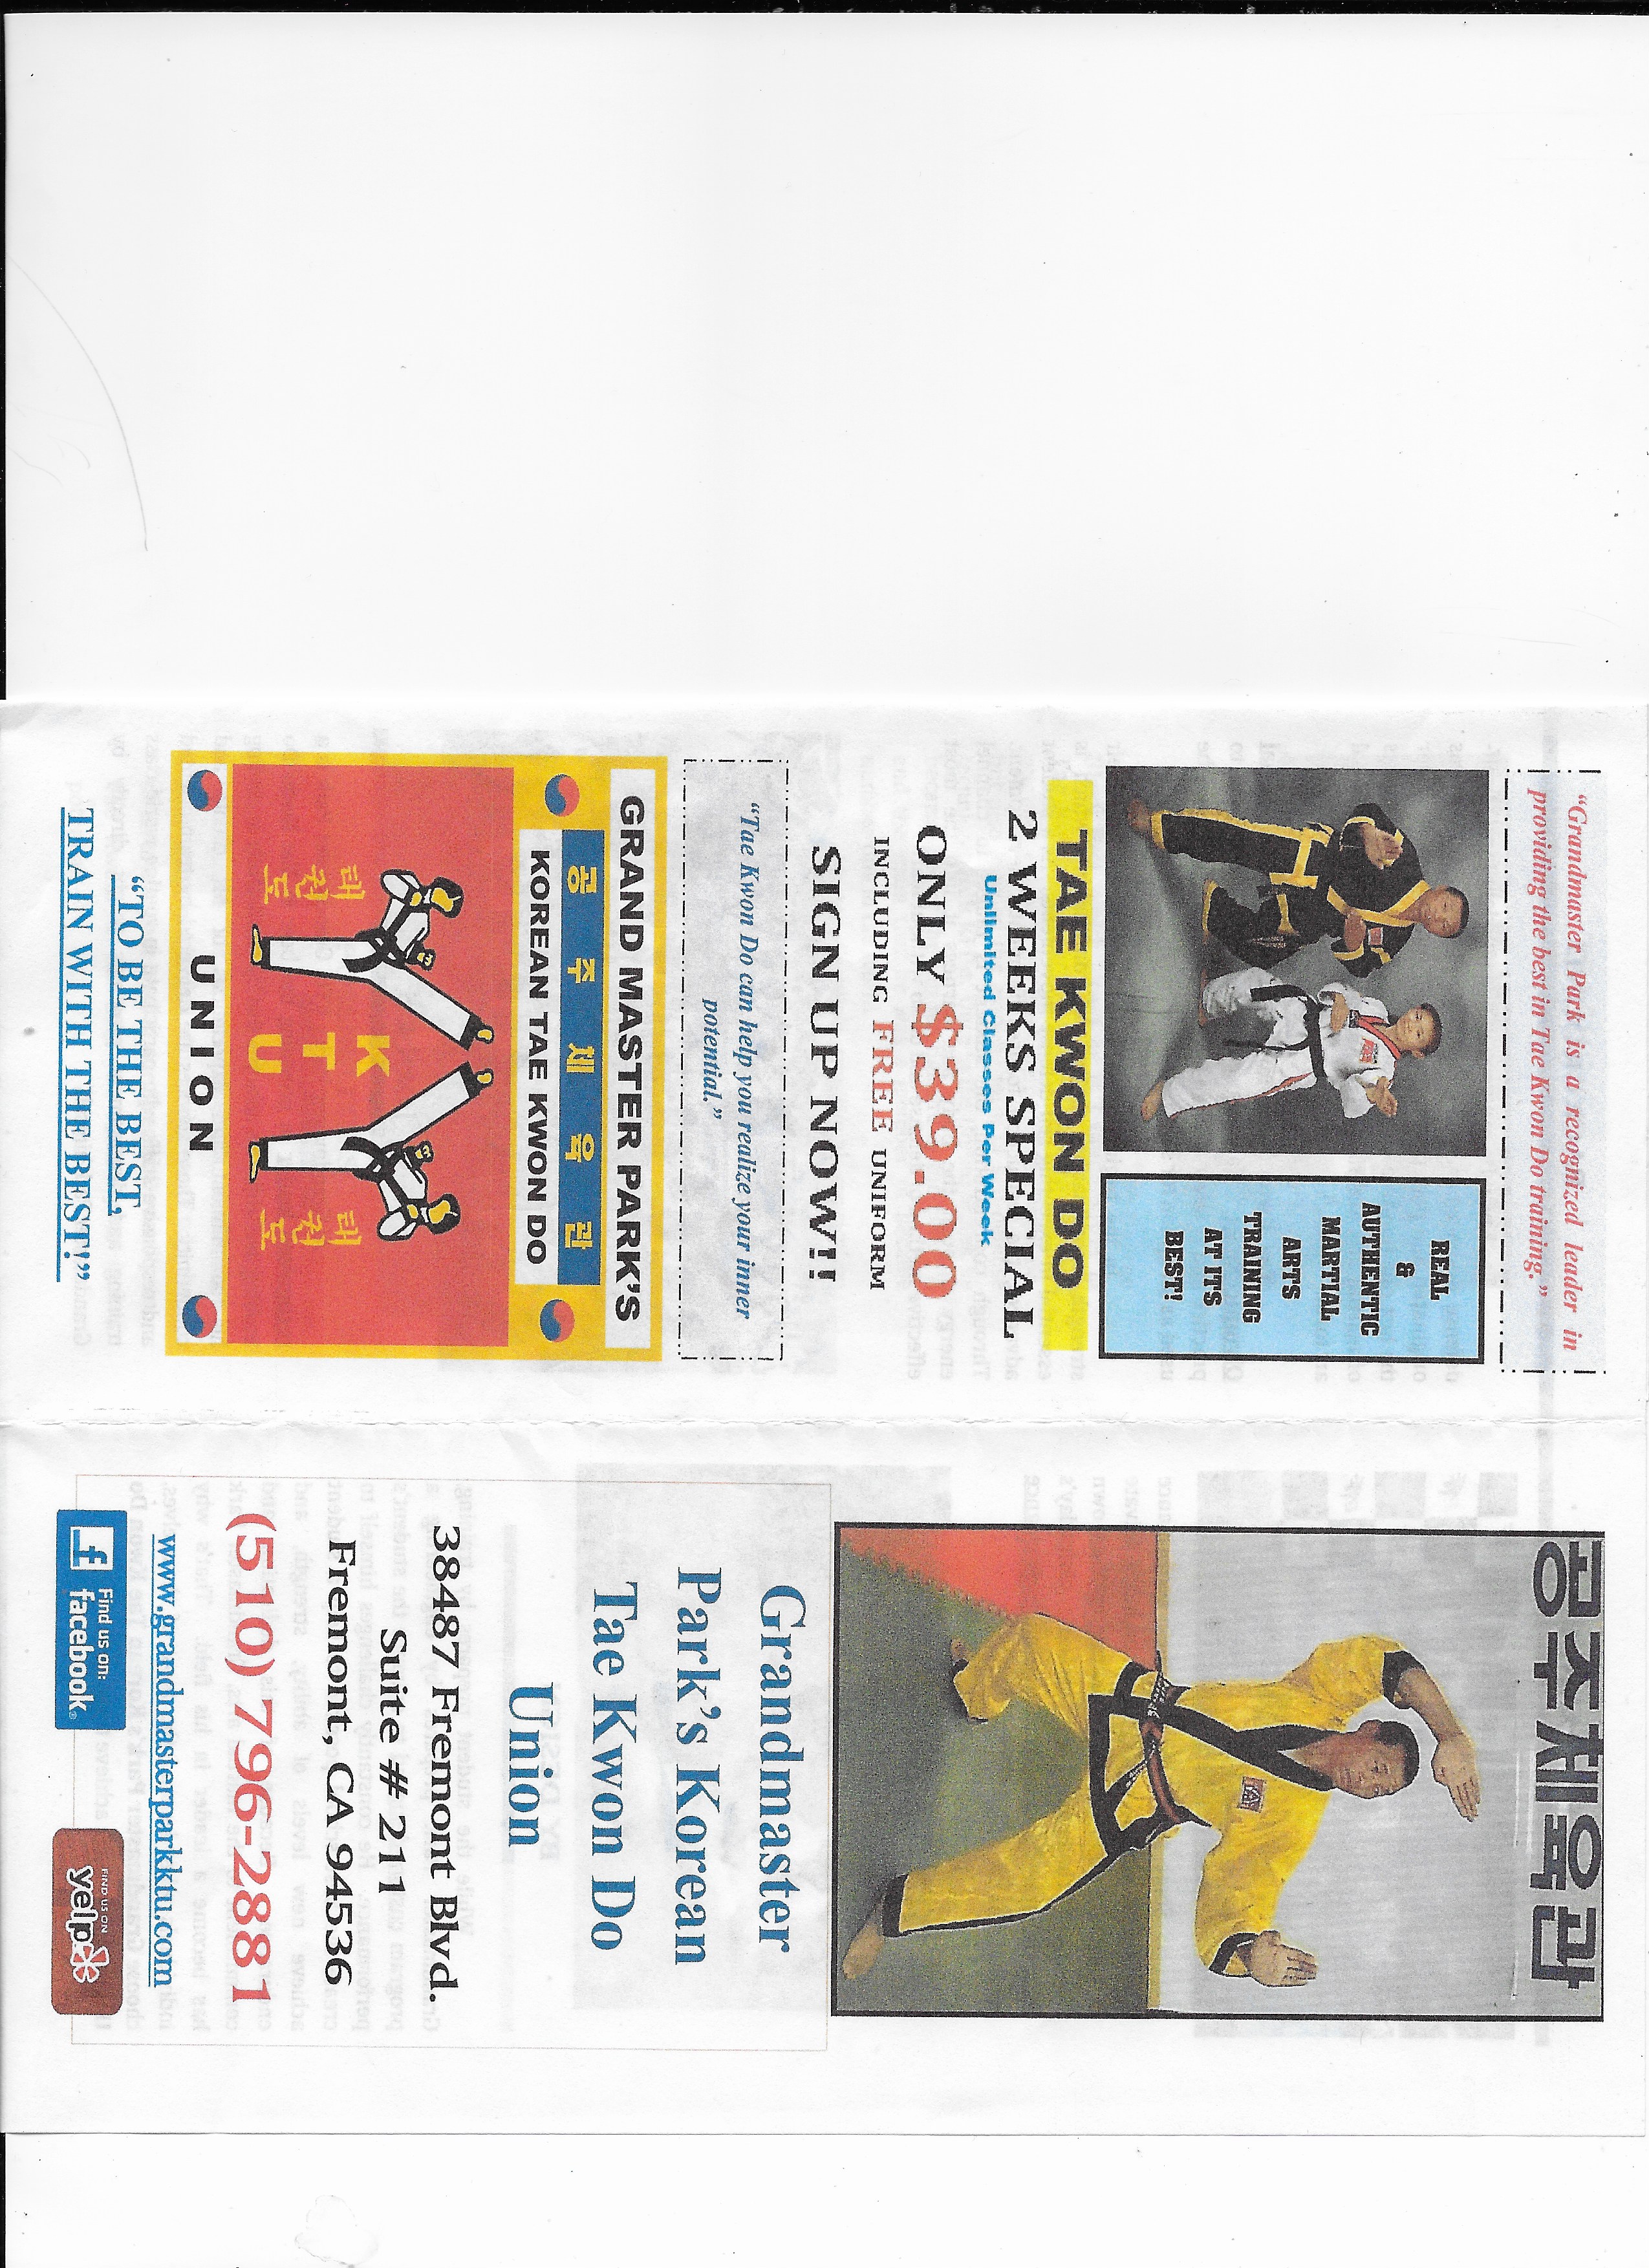 “Grandmaster Park is a recognized leader in
providing the best in Tae Kwon Do training.”
REAL
&
AUTHENTIC
MARTIAL
ARTS
TRAINING
AT ITS
BEST!
TAE KWON DO
2 WEEKS SPECIAL
Unlimited Classes Per Week
ONLY $39.00
INCLUDING FREE UNIFORM
SIGN UP NOW!!
“Tae Kwon Do can help you realize your inner
potential.”
GRAND MASTER PARK'S
공 주 체 육 관
KOREAN TAE KWON DO
태권도
K
T
U
태권도
UNION
“TO BE THE BEST,
TRAIN WITH THE BEST!”
공주체육관
Grandmaster
Park’s Korean
Tae Kwon Do
Union
38487 Fremont Blvd.
Suite # 211
Fremont, CA 94536
(510) 796-2881
www.grandmasterparkktu.com
Find us on:
facebook®
FIND US ON
yelp